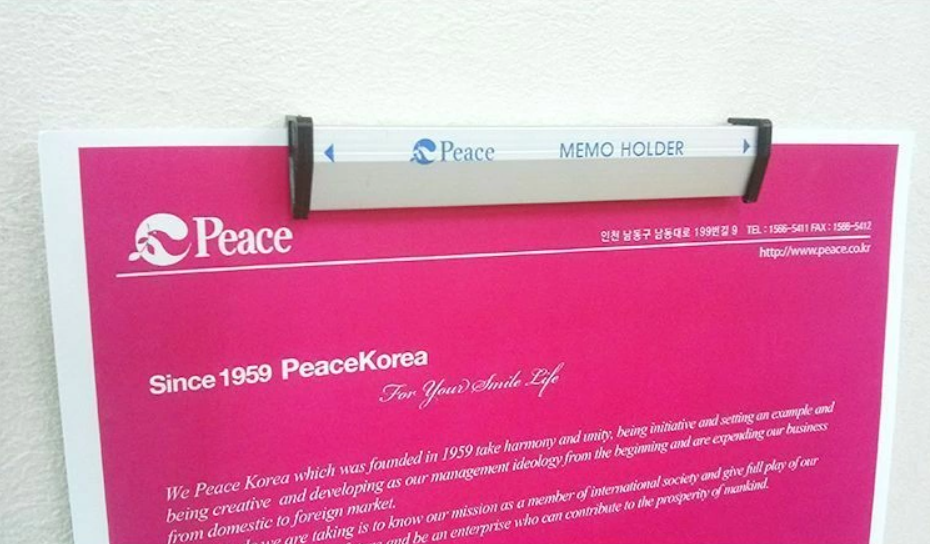 Peace MEMO HOLDER
Peace
인천 남동구 남동대로 199번길 9 TEL : 1566-5411 FAX : 1566-5412
http://www.peace.co.kr
Since 1959 PeaceKorea
For Your Smile Life
We Peace Korea which was founded in 1959 take harmony and unity, being initiative and setting an example and
being creative and developing as our management ideology from the beginning and are expending our business
from domestic to foreign market.
we are taking is to know our mission as a member of international society and give full play of our
and be an enterprise who can contribute to the prosperity of mankind.